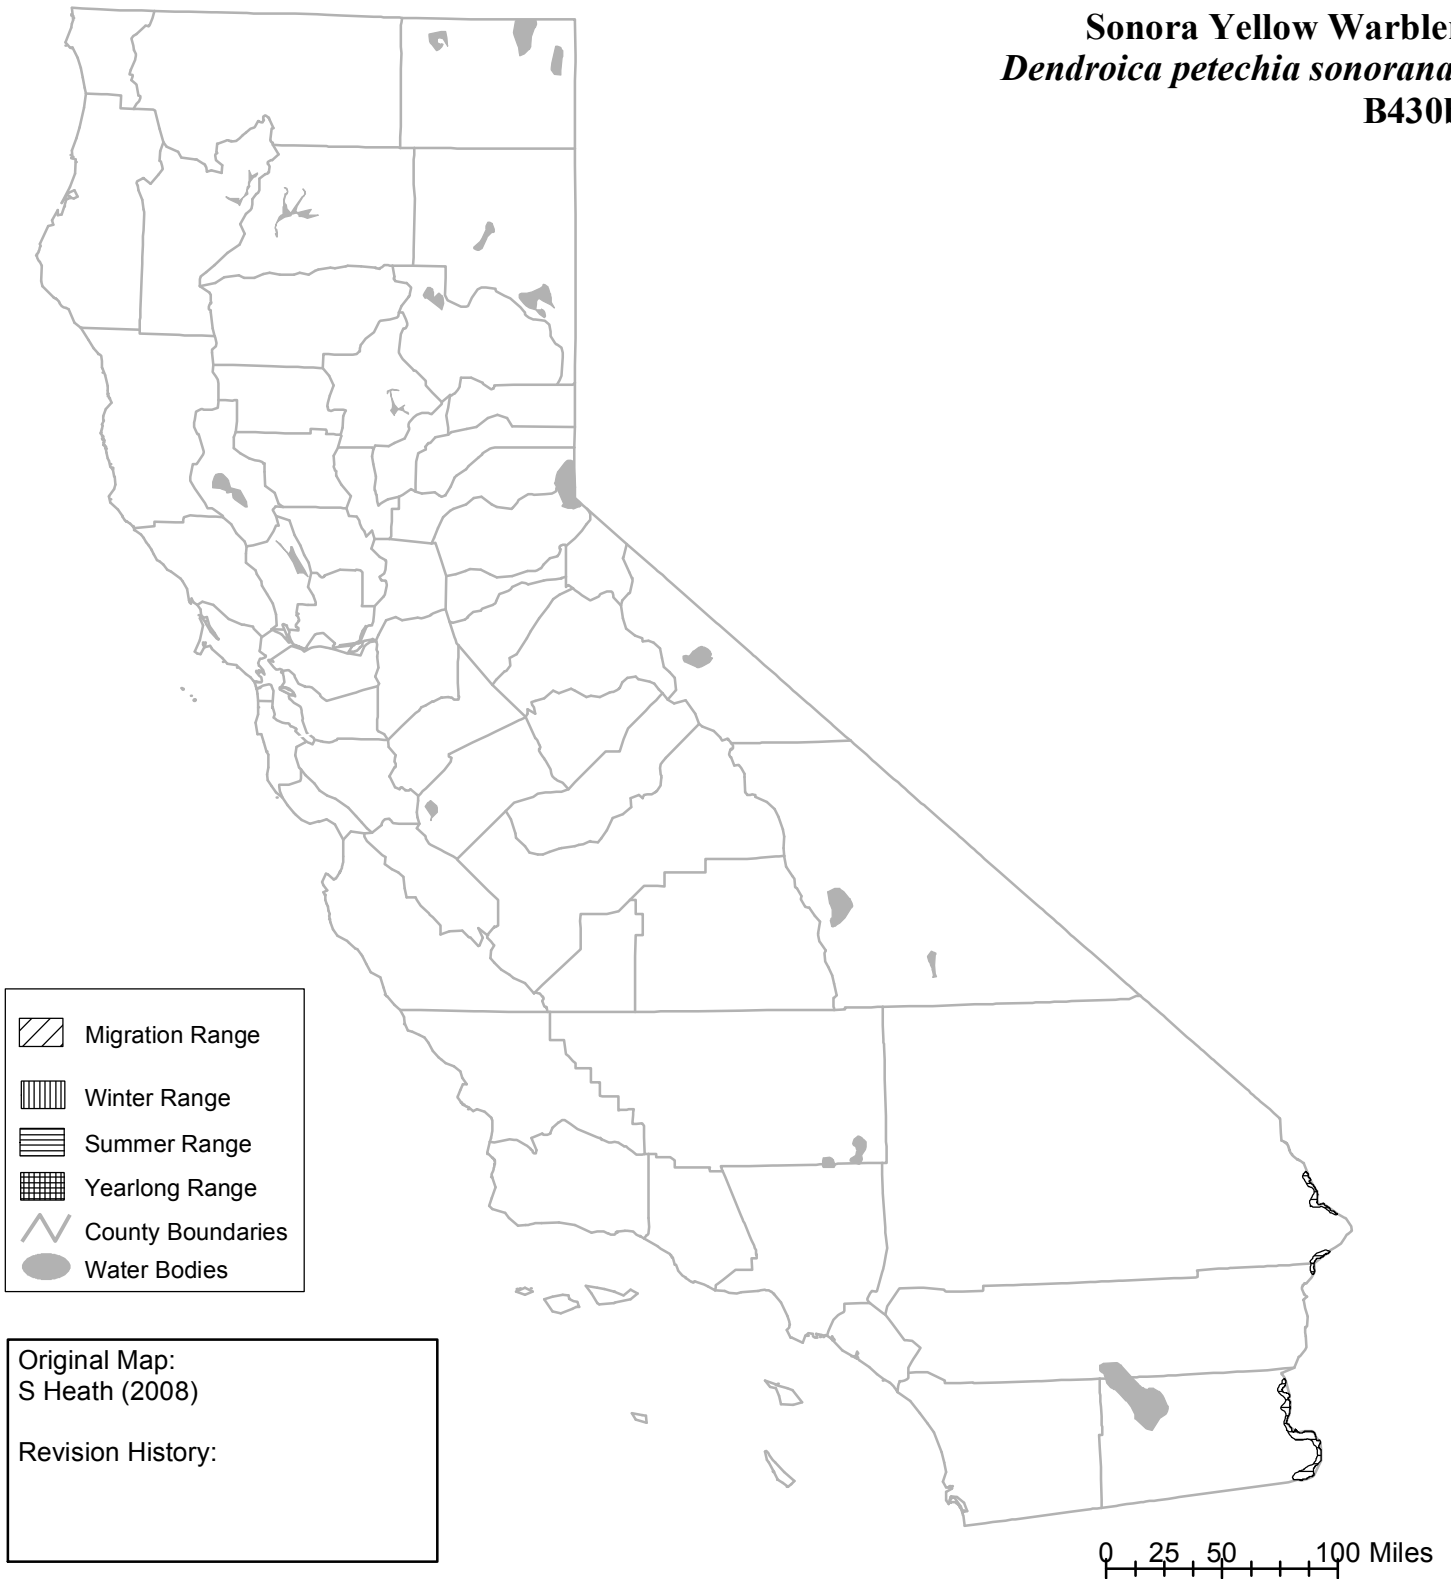 Sonora Yellow Warbler
Dendroica petechia sonorana
B430b
Migration Range
Winter Range
Summer Range
Yearlong Range
County Boundaries
Water Bodies
Original Map:
S Heath (2008)
Revision History:
0 25 50 100 Miles